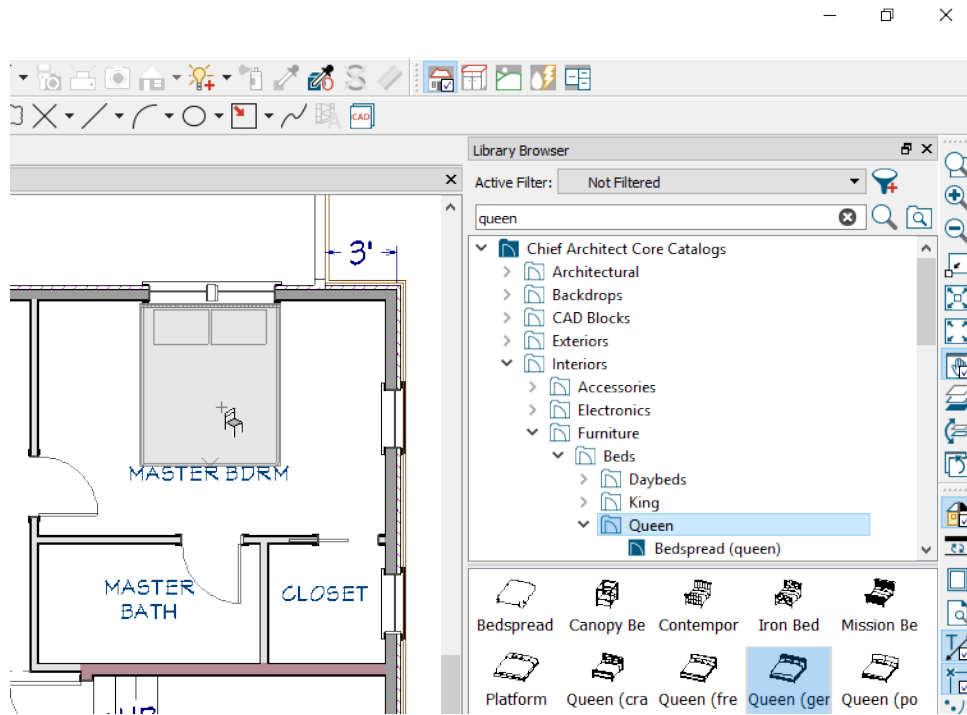 CAD
Library Browser
Active Filter: Not Filtered
queen
Chief Architect Core Catalogs
Architectural
Backdrops
CAD Blocks
Exteriors
Interiors
Accessories
Electronics
Furniture
Beds
Daybeds
King
Queen
Bedspread (queen)
Bedspread Canopy Be Contempor Iron Bed Mission Be
Platform Queen (cra Queen (fre Queen (ger Queen (po
3'
MASTER BDRM
MASTER
BATH
CLOSET
UP